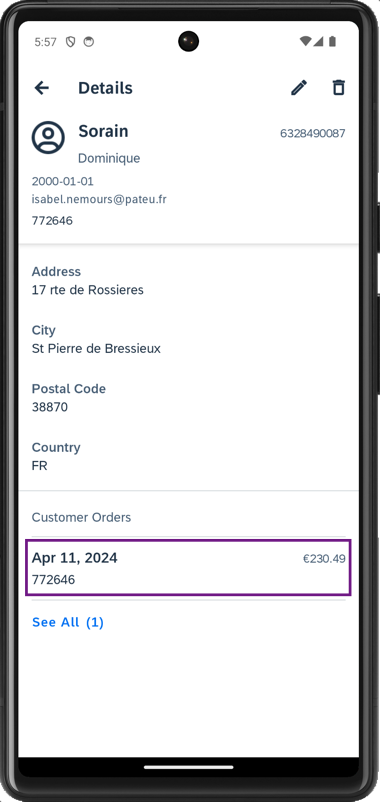 5:57
Details
Sorain
6328490087
Dominique
2000-01-01
isabel.nemours@pateu.fr
772646
Address
17 rte de Rossieres
City
St Pierre de Bressieux
Postal Code
38870
Country
FR
Customer Orders
Apr 11, 2024
€230.49
772646
See All (1)